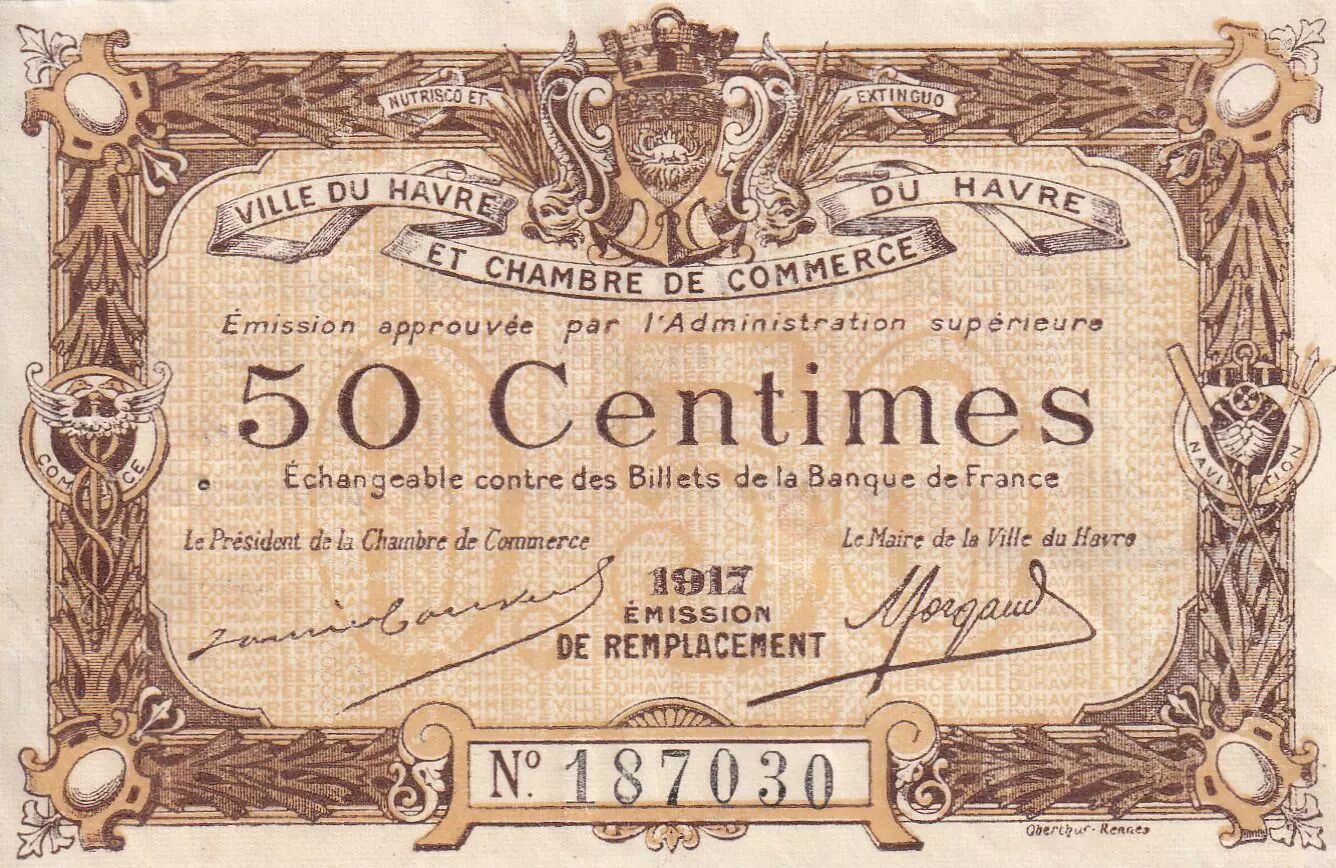 NUTRISCO ET EXTINGUO
VILLE DU HAVRE
ET CHAMBRE DE COMMERCE
DU HAVRE
Émission approuvée par l'Administration supérieure
50 Centimes
Échangeable contre des Billets de la Banque de France
COMMERCE
NAVIGATION
Le Président de la Chambre de Commerce
Le Maire de la Ville du Havre
1917
ÉMISSION
DE REMPLACEMENT
Morgaud
Nº. 187030
Oberthur - Rennes